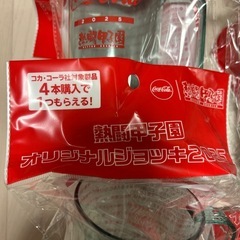 2025
熱闘甲子園
コカ・コーラ社対象部品
4本購入で
1つもらえる!
Coca-Cola
熱闘甲子園
熱闘甲子園
オリジナルジョッキ2025